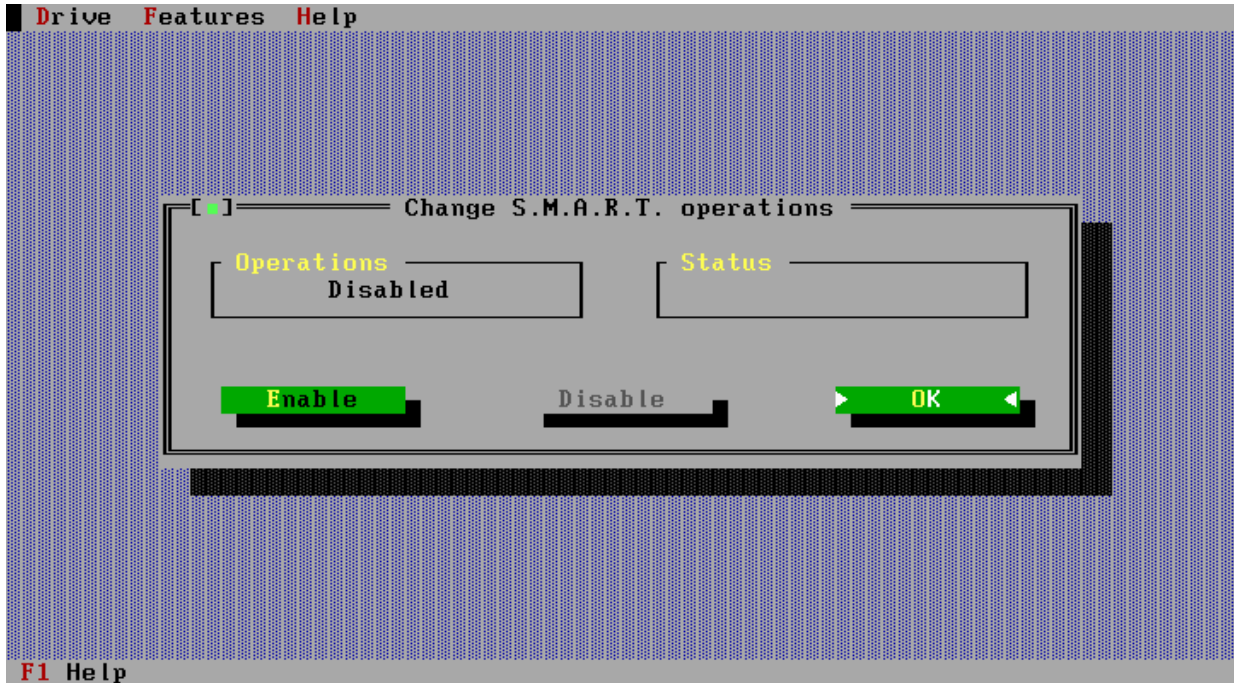 Drive Features Help
Change S.M.A.R.T. operations
Operations Status
Disabled
Enable Disable OK
F1 Help